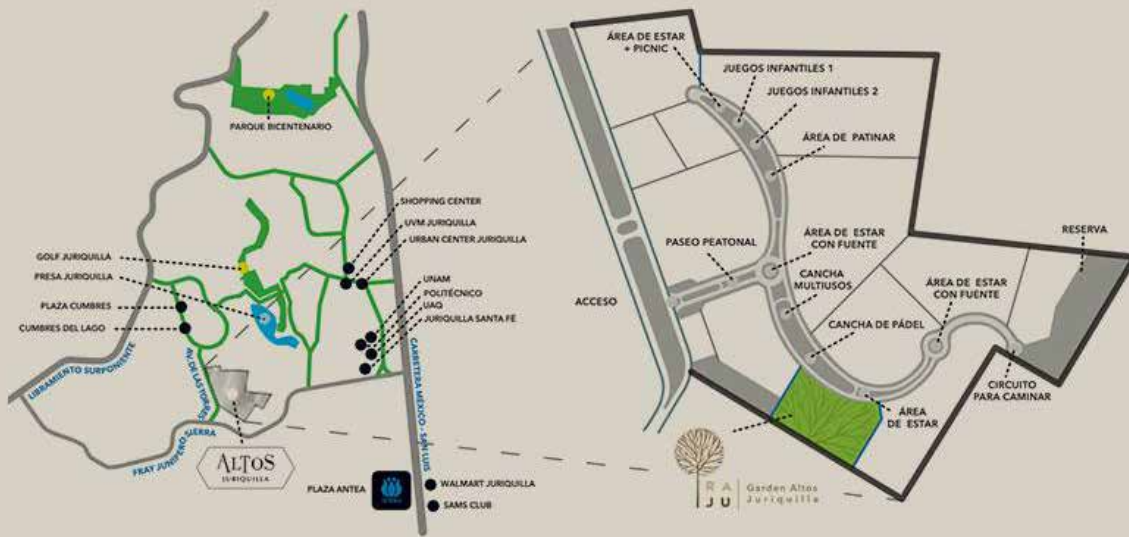 PARQUE BICENTENARIO
SHOPPING CENTER
UVM JURIQUILLA
URBAN CENTER JURIQUILLA
GOLF JURIQUILLA
PRESA JURIQUILLA
PLAZA CUMBRES
CUMBRES DEL LAGO
UNAM
POLITÉCNICO
UAQ
JURIQUILLA SANTA FÉ
LIBRAMIENTO SURPONIENTE
AV. DE LAS TORRES
FRAY JUNIPERO SIERRA
CARRETERA MÉXICO - SAN LUIS
ALTOS
JURIQUILLA
PLAZA ANTEA
WALMART JURIQUILLA
SAMS CLUB
ÁREA DE ESTAR
+ PICNIC
JUEGOS INFANTILES 1
JUEGOS INFANTILES 2
ÁREA DE PATINAR
PASEO PEATONAL
ÁREA DE ESTAR
CON FUENTE
CANCHA
MULTIUSOS
ACCESO
CANCHA DE PÁDEL
RESERVA
ÁREA DE ESTAR
CON FUENTE
CIRCUITO
PARA CAMINAR
ÁREA
DE ESTAR
RA
JU
Garden Altos
Juriquilla